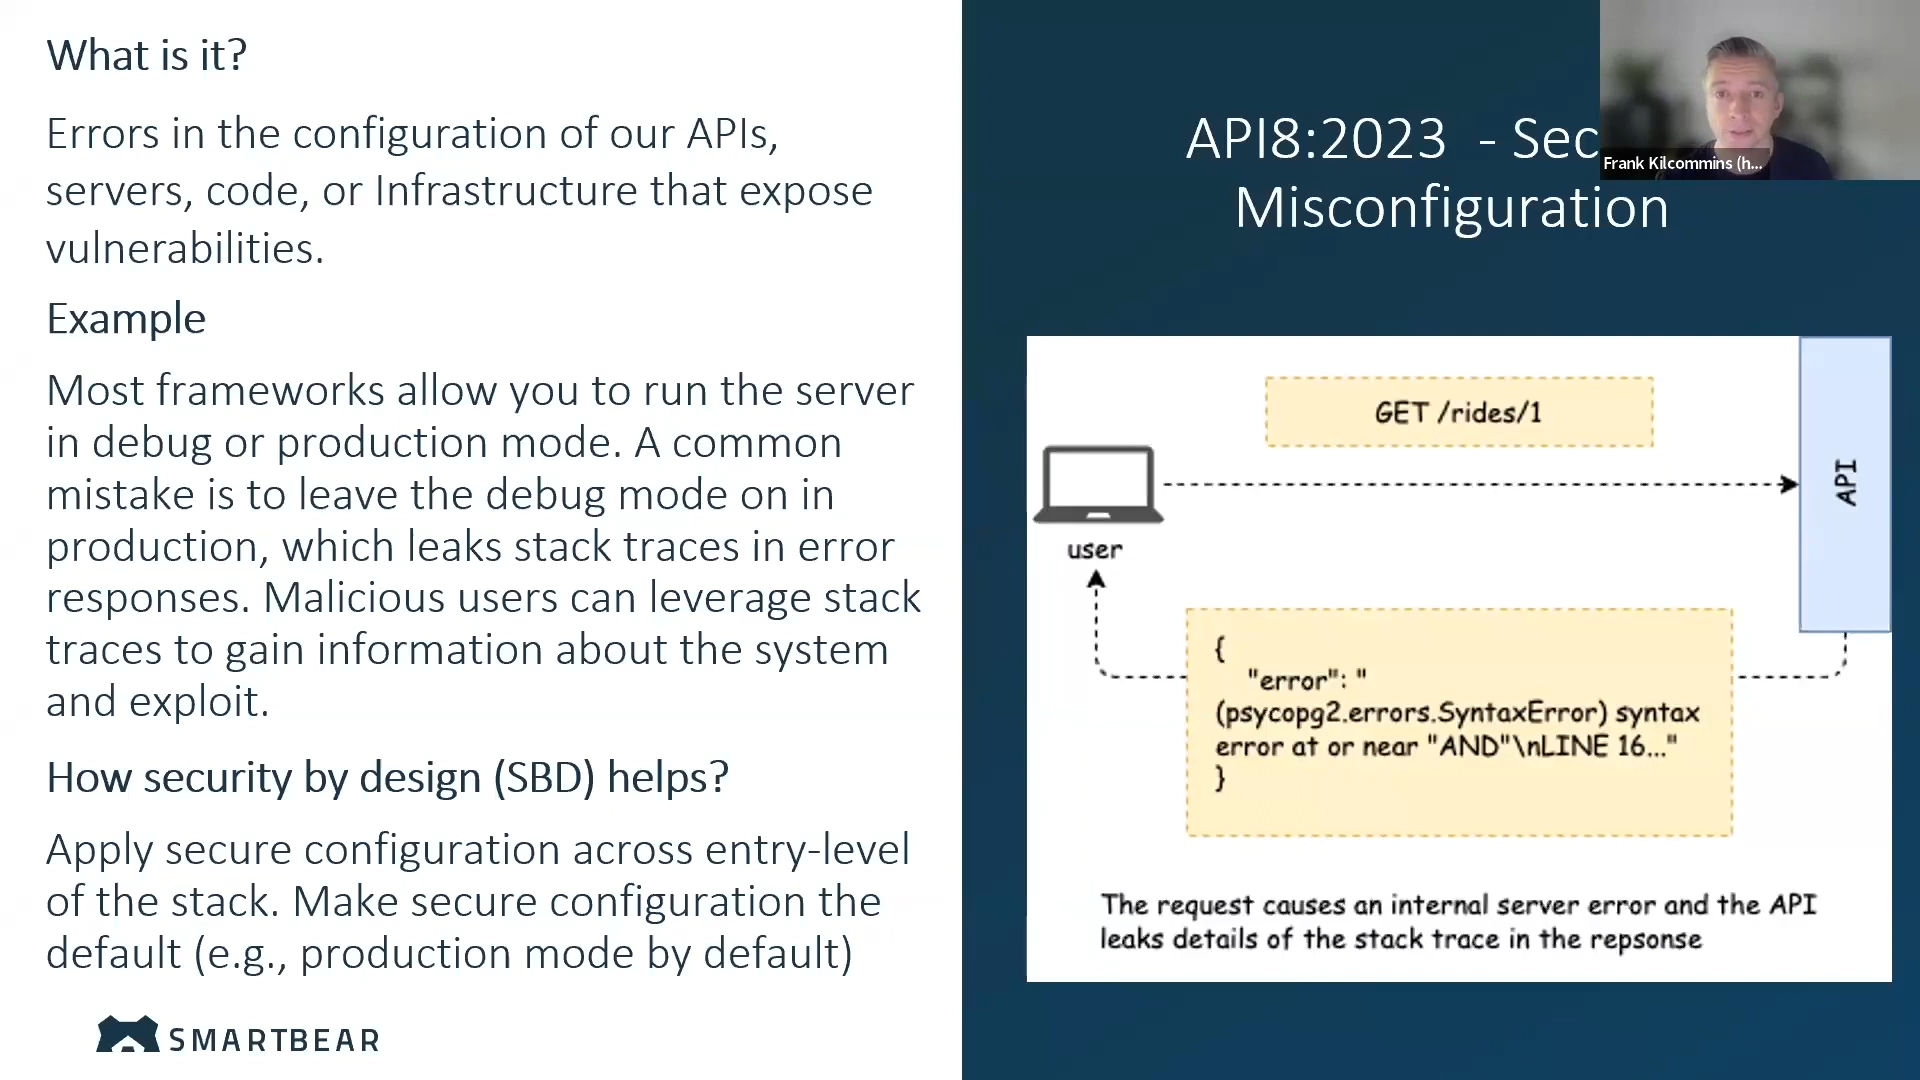 What is it?
Errors in the configuration of our APIs,
servers, code, or Infrastructure that expose
vulnerabilities.
Example
Most frameworks allow you to run the server
in debug or production mode. A common
mistake is to leave the debug mode on in
production, which leaks stack traces in error
responses. Malicious users can leverage stack
traces to gain information about the system
and exploit.
How security by design (SBD) helps?
Apply secure configuration across entry-level
of the stack. Make secure configuration the
default (e.g., production mode by default)
SMARTBEAR
API8:2023 - Sec
Misconfiguration
Frank Kilcommins (h...
GET /rides/1
API
user
{
"error": "
(psycopg2.errors.SyntaxError) syntax
error at or near "AND"\nLINE 16..."
}
The request causes an internal server error and the API
leaks details of the stack trace in the repsonse